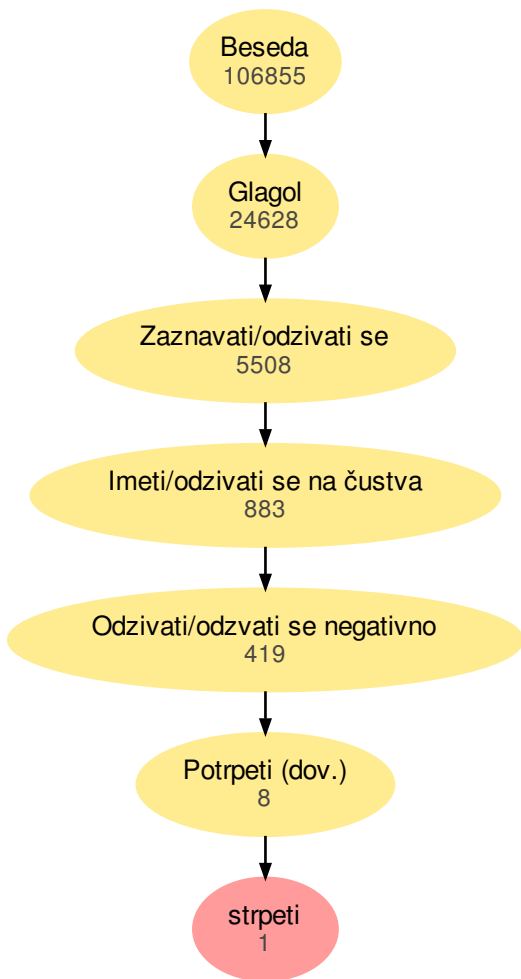 Beseda
106855
Glagol
24628
Zaznavati/odzivati se
5508
Imeti/odzivati se na čustva
883
Odzivati/odzvati se negativno
419
Potrpeti (dov.)
8
strpeti
1